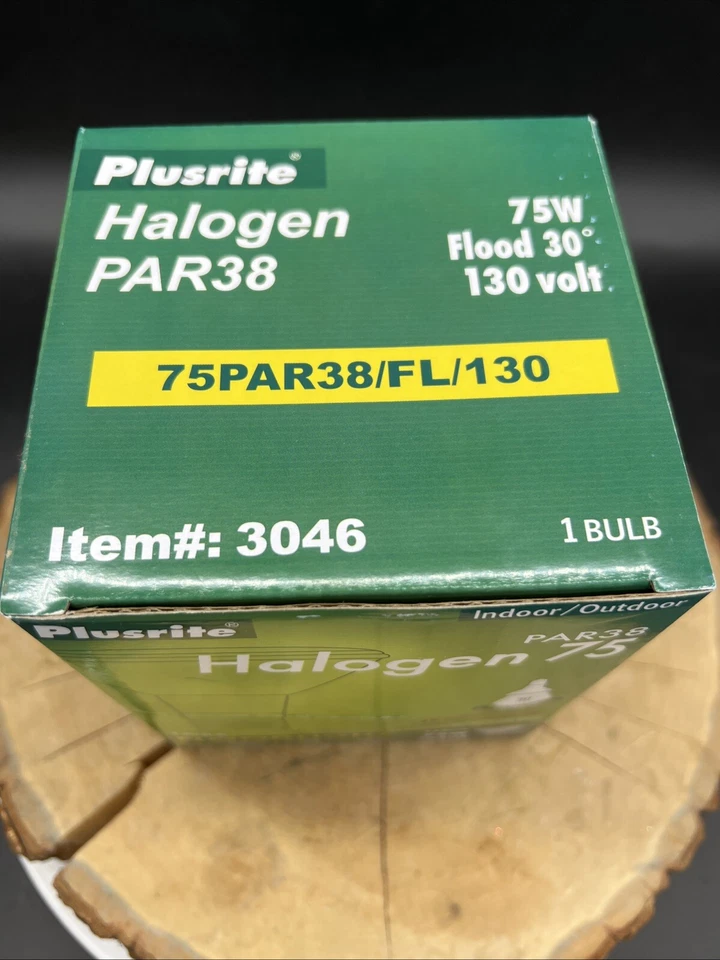 Plusrite®
Halogen
PAR38
75W
Flood 30°
130 volt
75PAR38/FL/130
Item#: 3046
1 BULB
Indoor/Outdoor
Plusrite®
PAR38
Halogen 75